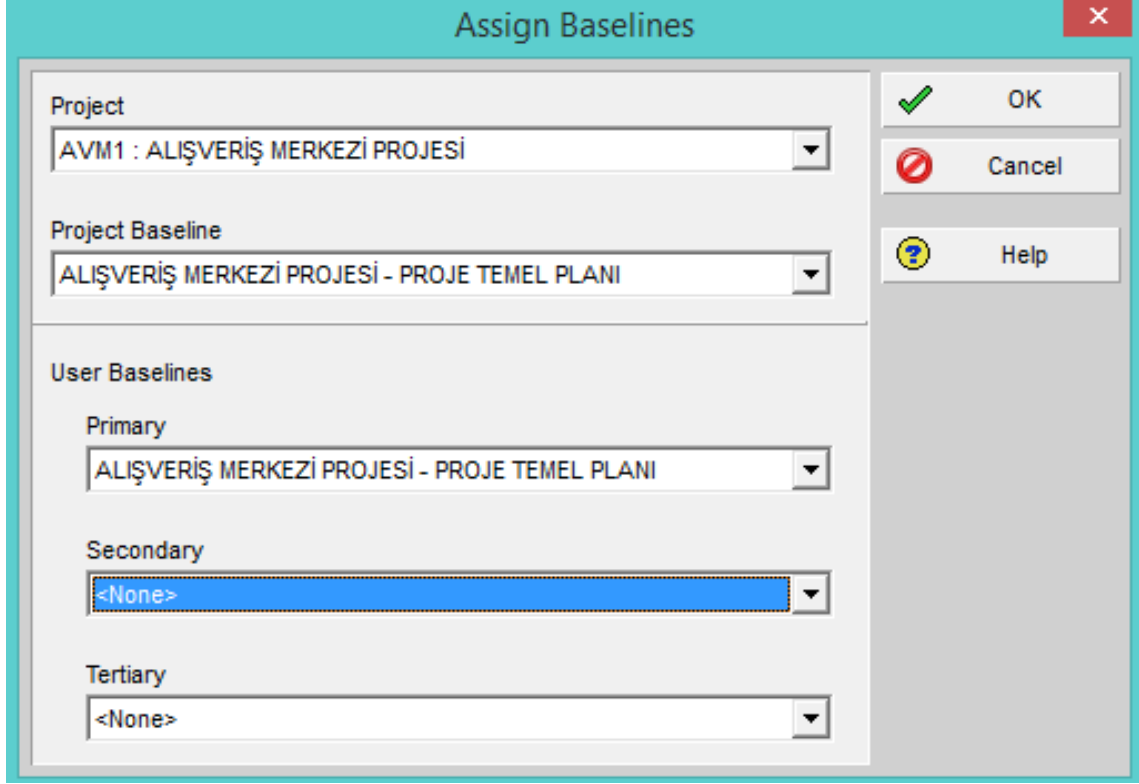 Assign Baselines
Project
AVM1 : ALIŞVERİŞ MERKEZİ PROJESİ
Project Baseline
ALIŞVERİŞ MERKEZİ PROJESİ - PROJE TEMEL PLANI
User Baselines
Primary
ALIŞVERİŞ MERKEZİ PROJESİ - PROJE TEMEL PLANI
Secondary
<None>
Tertiary
<None>
OK
Cancel
Help